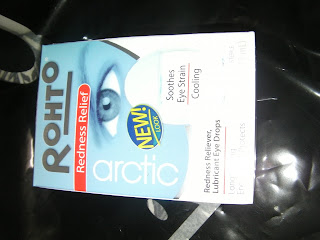 ROHTO
Redness Relief
arctic
NEW!
LOOK
Soothes
Eye Strain
Cooling
Redness Reliever,
Lubricant Eye Drops